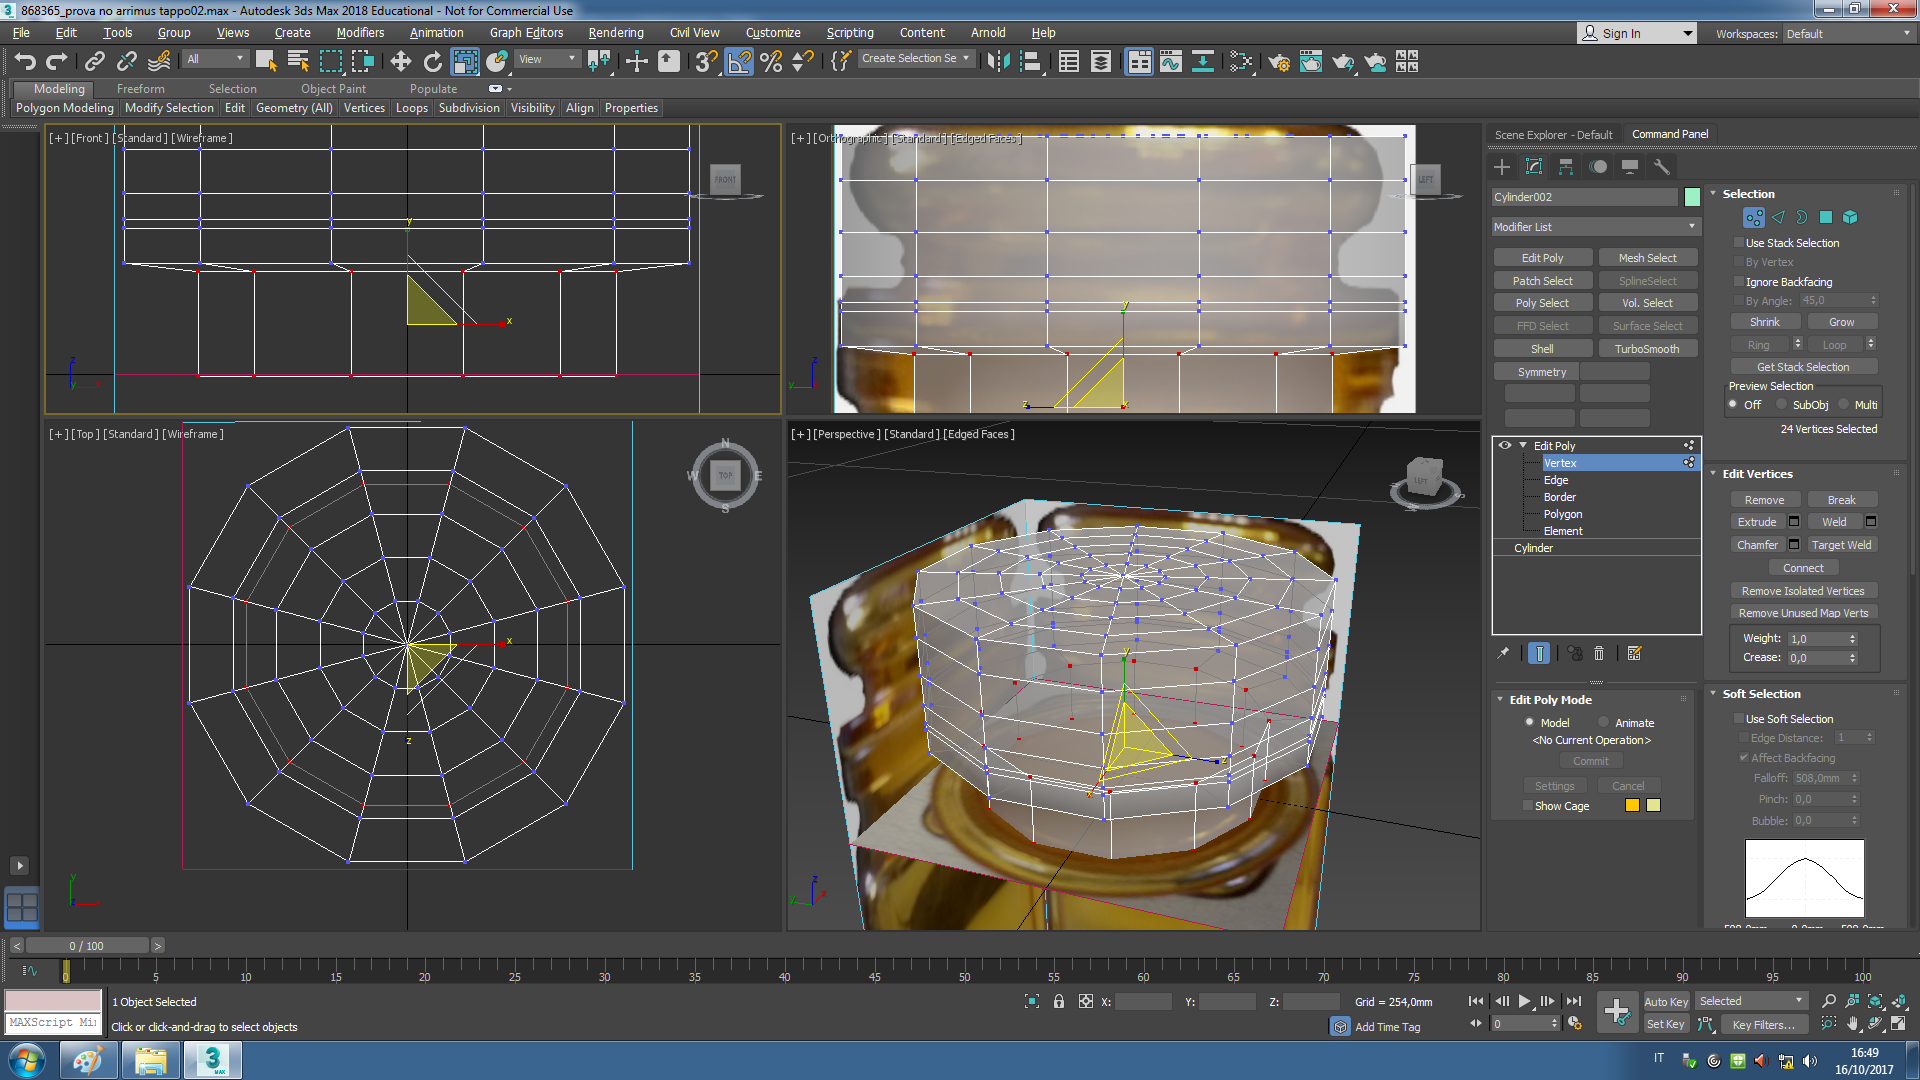 868365_prova no arrimus tappo02.max - Autodesk 3ds Max 2018 Educational - Not for Commercial Use
File Edit Tools Group Views Create Modifiers Animation Graph Editors Rendering Civil View Customize Scripting Content Arnold Help
Sign In Workspaces: Default
All View Create Selection Se
Modeling Freeform Selection Object Paint Populate
Polygon Modeling Modify Selection Edit Geometry (All) Vertices Loops Subdivision Visibility Align Properties
[+] [Front] [Standard] [Wireframe]
FRONT
y
x
z
[+] [Orthographic] [Standard] [Edged Faces]
LEFT
y
z
x
[+] [Top] [Standard] [Wireframe]
N
W TOP E
S
x
z
y
[+] [Perspective] [Standard] [Edged Faces]
LEFT
y
z
x
Scene Explorer - Default Command Panel
Cylinder002
Modifier List
Edit Poly Mesh Select
Patch Select SplineSelect
Poly Select Vol. Select
FFD Select Surface Select
Shell TurboSmooth
Symmetry
Edit Poly
Vertex
Edge
Border
Polygon
Element
Cylinder
Edit Poly Mode
Model Animate
<No Current Operation>
Commit
Settings Cancel
Show Cage
Selection
Use Stack Selection
By Vertex
Ignore Backfacing
By Angle: 45,0
Shrink Grow
Ring Loop
Get Stack Selection
Preview Selection
Off SubObj Multi
24 Vertices Selected
Edit Vertices
Remove Break
Extrude Weld
Chamfer Target Weld
Connect
Remove Isolated Vertices
Remove Unused Map Verts
Weight: 1,0
Crease: 0,0
Soft Selection
Use Soft Selection
Edge Distance: 1
Affect Backfacing
Falloff: 508,0mm
Pinch: 0,0
Bubble: 0,0
0 / 100
0 5 10 15 20 25 30 35 40 45 50 55 60 65 70 75 80 85 90 95 100
1 Object Selected
MAXScript Mi
Click or click-and-drag to select objects
X: Y: Z: Grid = 254,0mm
Add Time Tag
0
Auto Key Selected
Set Key Key Filters...
3 MAX
IT
16:49
16/10/2017